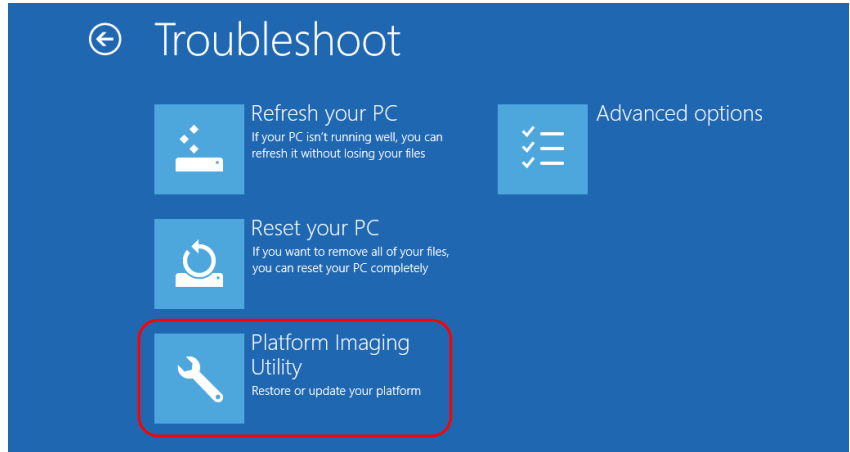 Troubleshoot
Refresh your PC
If your PC isn't running well, you can
refresh it without losing your files
Advanced options
Reset your PC
If you want to remove all of your files,
you can reset your PC completely
Platform Imaging
Utility
Restore or update your platform